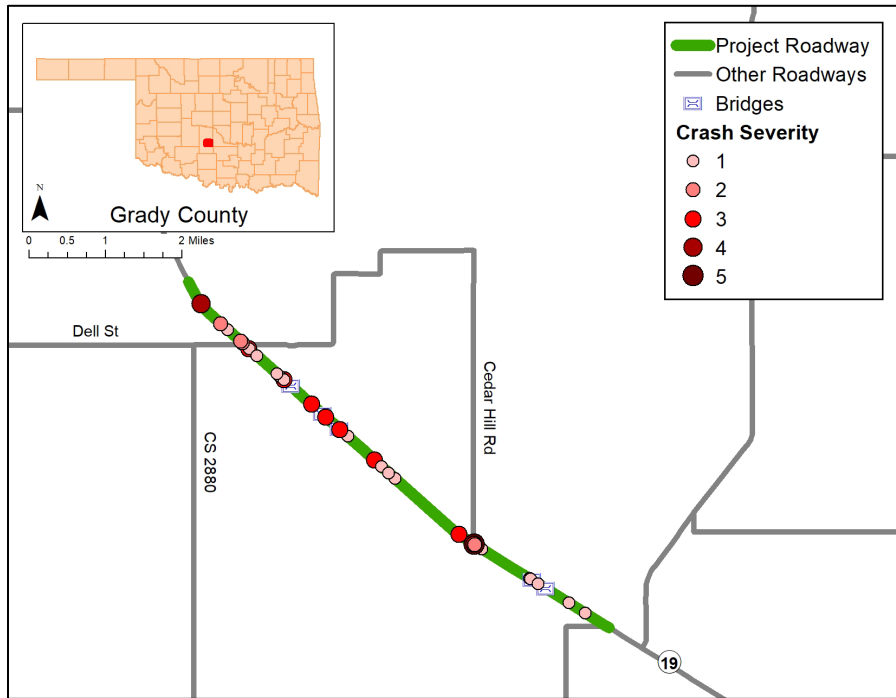 N
Grady County
0 0.5 1 2 Miles
Project Roadway
Other Roadways
Bridges
Crash Severity
1
2
3
4
5
Dell St
CS 2880
Cedar Hill Rd
19